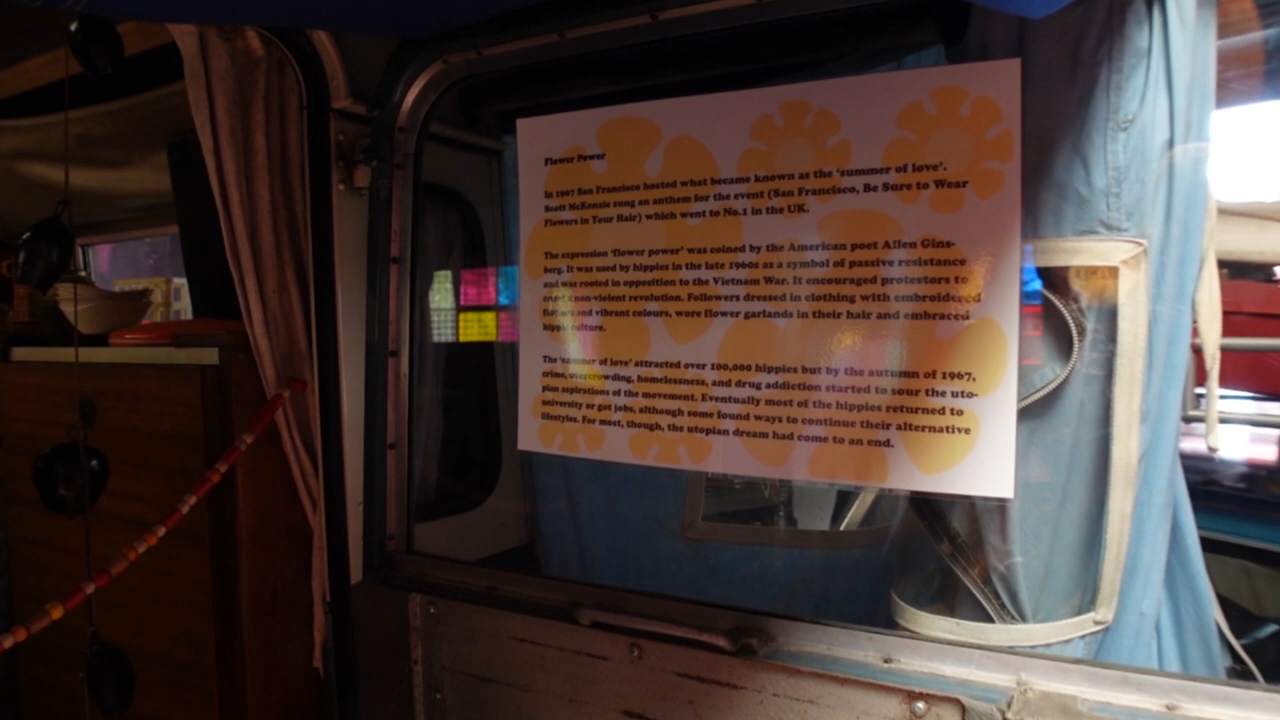 Flower Power
In 1967 San Francisco hosted what became known as the 'summer of love'.
Scott McKenzie sung an anthem for the event (San Francisco, Be Sure to Wear
Flowers in Your Hair) which went to No.1 in the UK.
The expression 'flower power' was coined by the American poet Allen Gins-
berg. It was used by hippies in the late 1960s as a symbol of passive resistance
and was rooted in opposition to the Vietnam War. It encouraged protestors to
enact a non-violent revolution. Followers dressed in clothing with embroidered
flowers and vibrant colours, wore flower garlands in their hair and embraced
hippie culture.
The 'summer of love' attracted over 100,000 hippies but by the autumn of 1967,
crime, overcrowding, homelessness, and drug addiction started to sour the uto-
pian aspirations of the movement. Eventually most of the hippies returned to
university or got jobs, although some found ways to continue their alternative
lifestyles. For most, though, the utopian dream had come to an end.